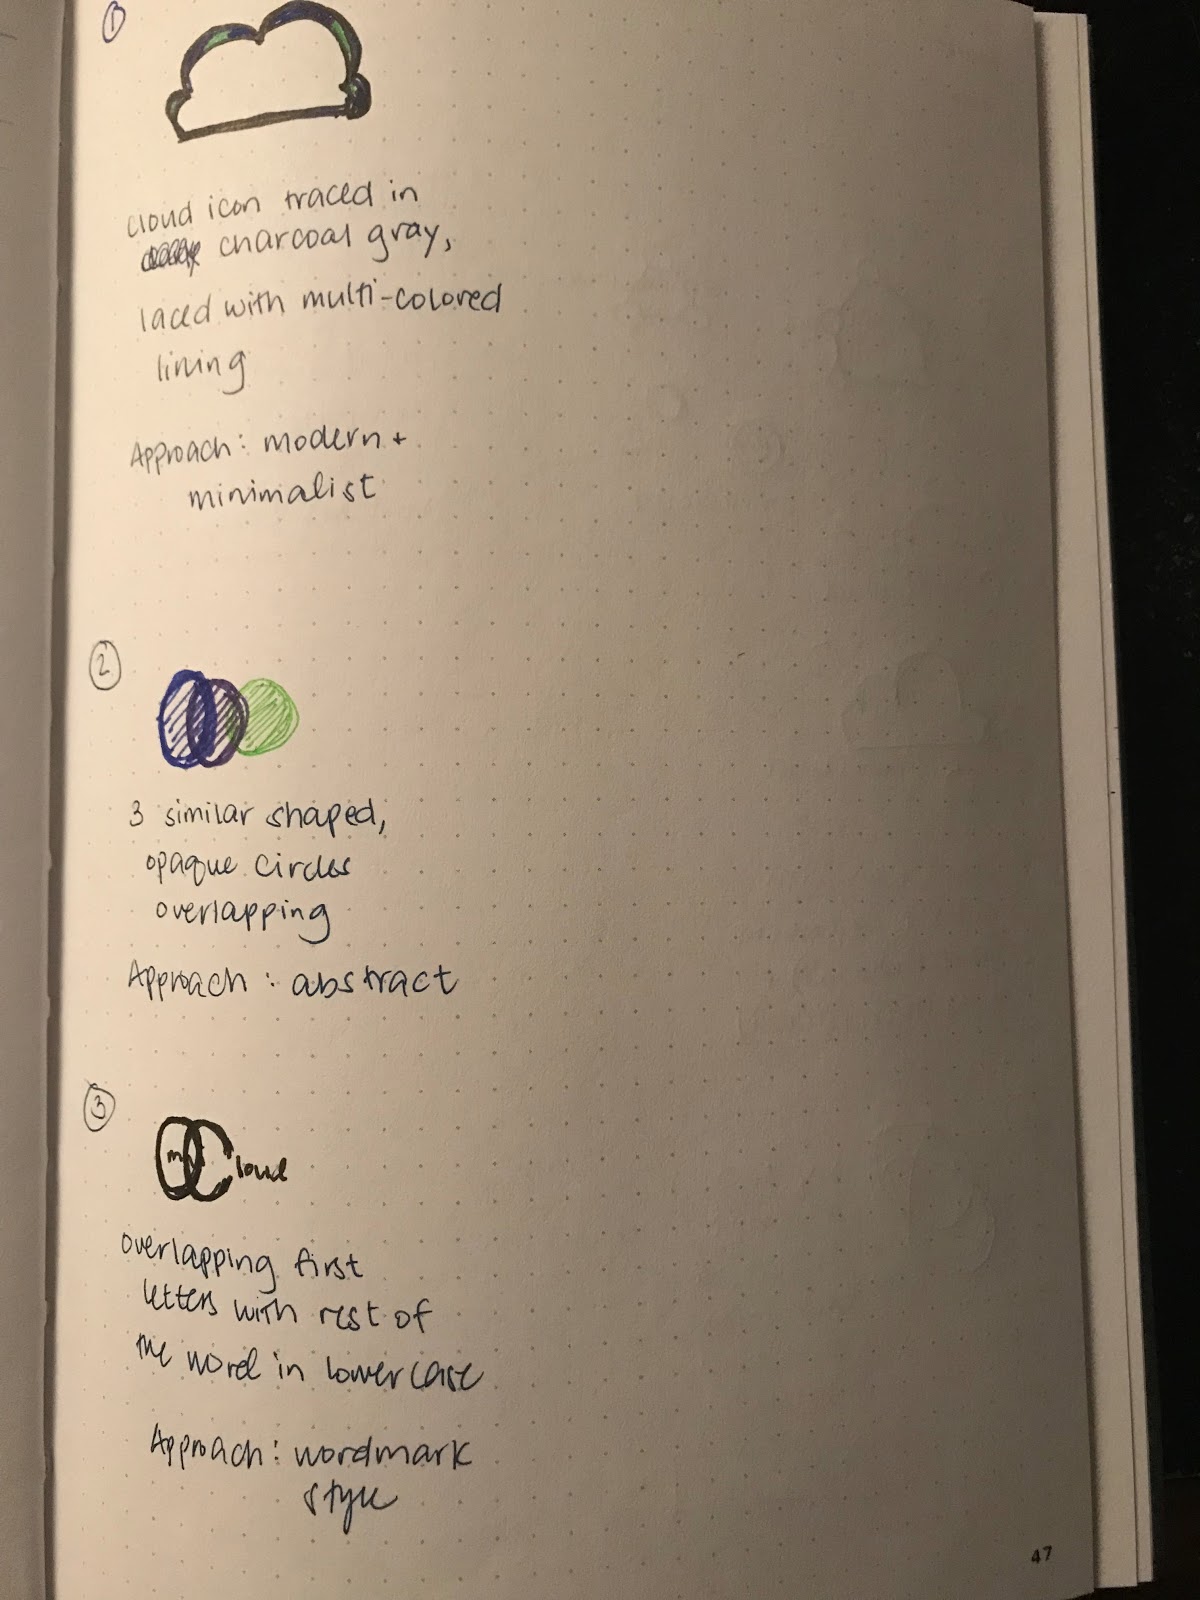 1
cloud icon traced in
charcoal gray,
laced with multi-colored
lining
Approach: modern +
minimalist
2
3 similar shaped,
opaque circles
overlapping
Approach: abstract
3
Cloud
overlapping first
letters with rest of
the word in lowercase
Approach: wordmark
style
47